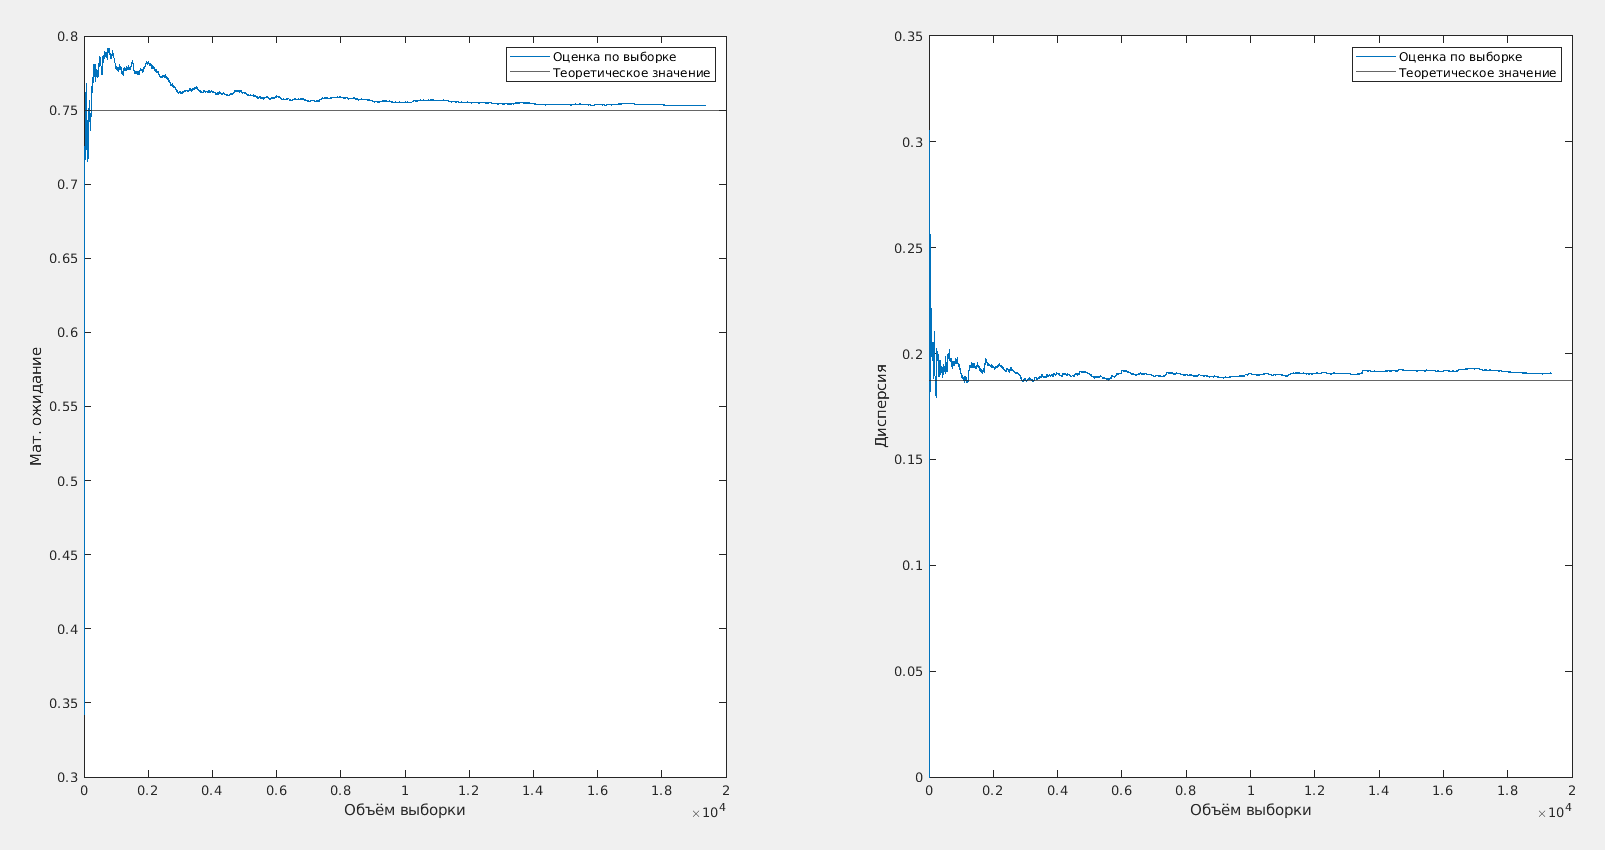 0.8
0.75
0.7
0.65
0.6
0.55
0.5
0.45
0.4
0.35
0.3
Мат. ожидание
0 0.2 0.4 0.6 0.8 1 1.2 1.4 1.6 1.8 2
Объём выборки
×10⁴
Оценка по выборке
Теоретическое значение
0.35
0.3
0.25
0.2
0.15
0.1
0.05
0
Дисперсия
0 0.2 0.4 0.6 0.8 1 1.2 1.4 1.6 1.8 2
Объём выборки
×10⁴
Оценка по выборке
Теоретическое значение